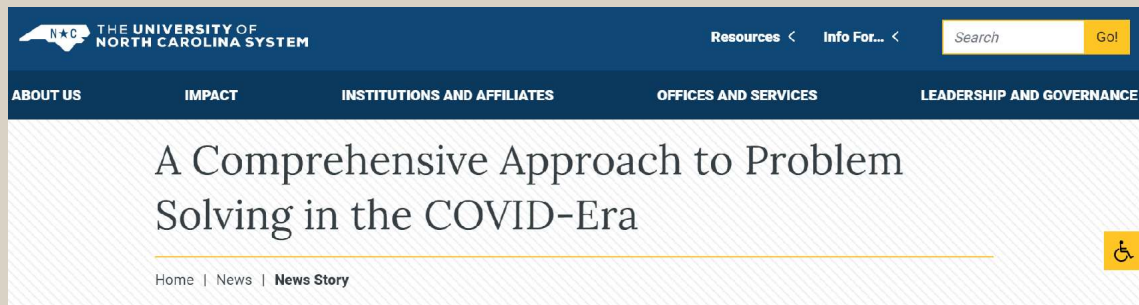 N★C THE UNIVERSITY OF
NORTH CAROLINA SYSTEM
Resources <
Info For... <
Search
Go!
ABOUT US
IMPACT
INSTITUTIONS AND AFFILIATES
OFFICES AND SERVICES
LEADERSHIP AND GOVERNANCE
A Comprehensive Approach to Problem
Solving in the COVID-Era
Home | News | News Story